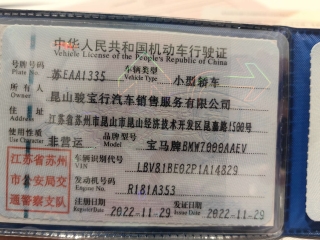 中华人民共和国机动车行驶证
Vehicle License of the People's Republic of China
号牌号码 Plate No. 苏EAA1335 车辆类型 Vehicle Type 小型轿车
所有人 昆山骏宝行汽车销售服务有限公司
住址 江苏省苏州市昆山市昆山经济技术开发区昆嘉路1500号
使用性质 非营运 品牌型号 宝马牌BMW7000AAEV
江苏省苏州市公安局交通警察支队
车辆识别代号 VIN LBV81BE02P1A14829
发动机号码 Engine No. R181A353
注册日期 Register Date 2022-11-29 发证日期 2022-11-29